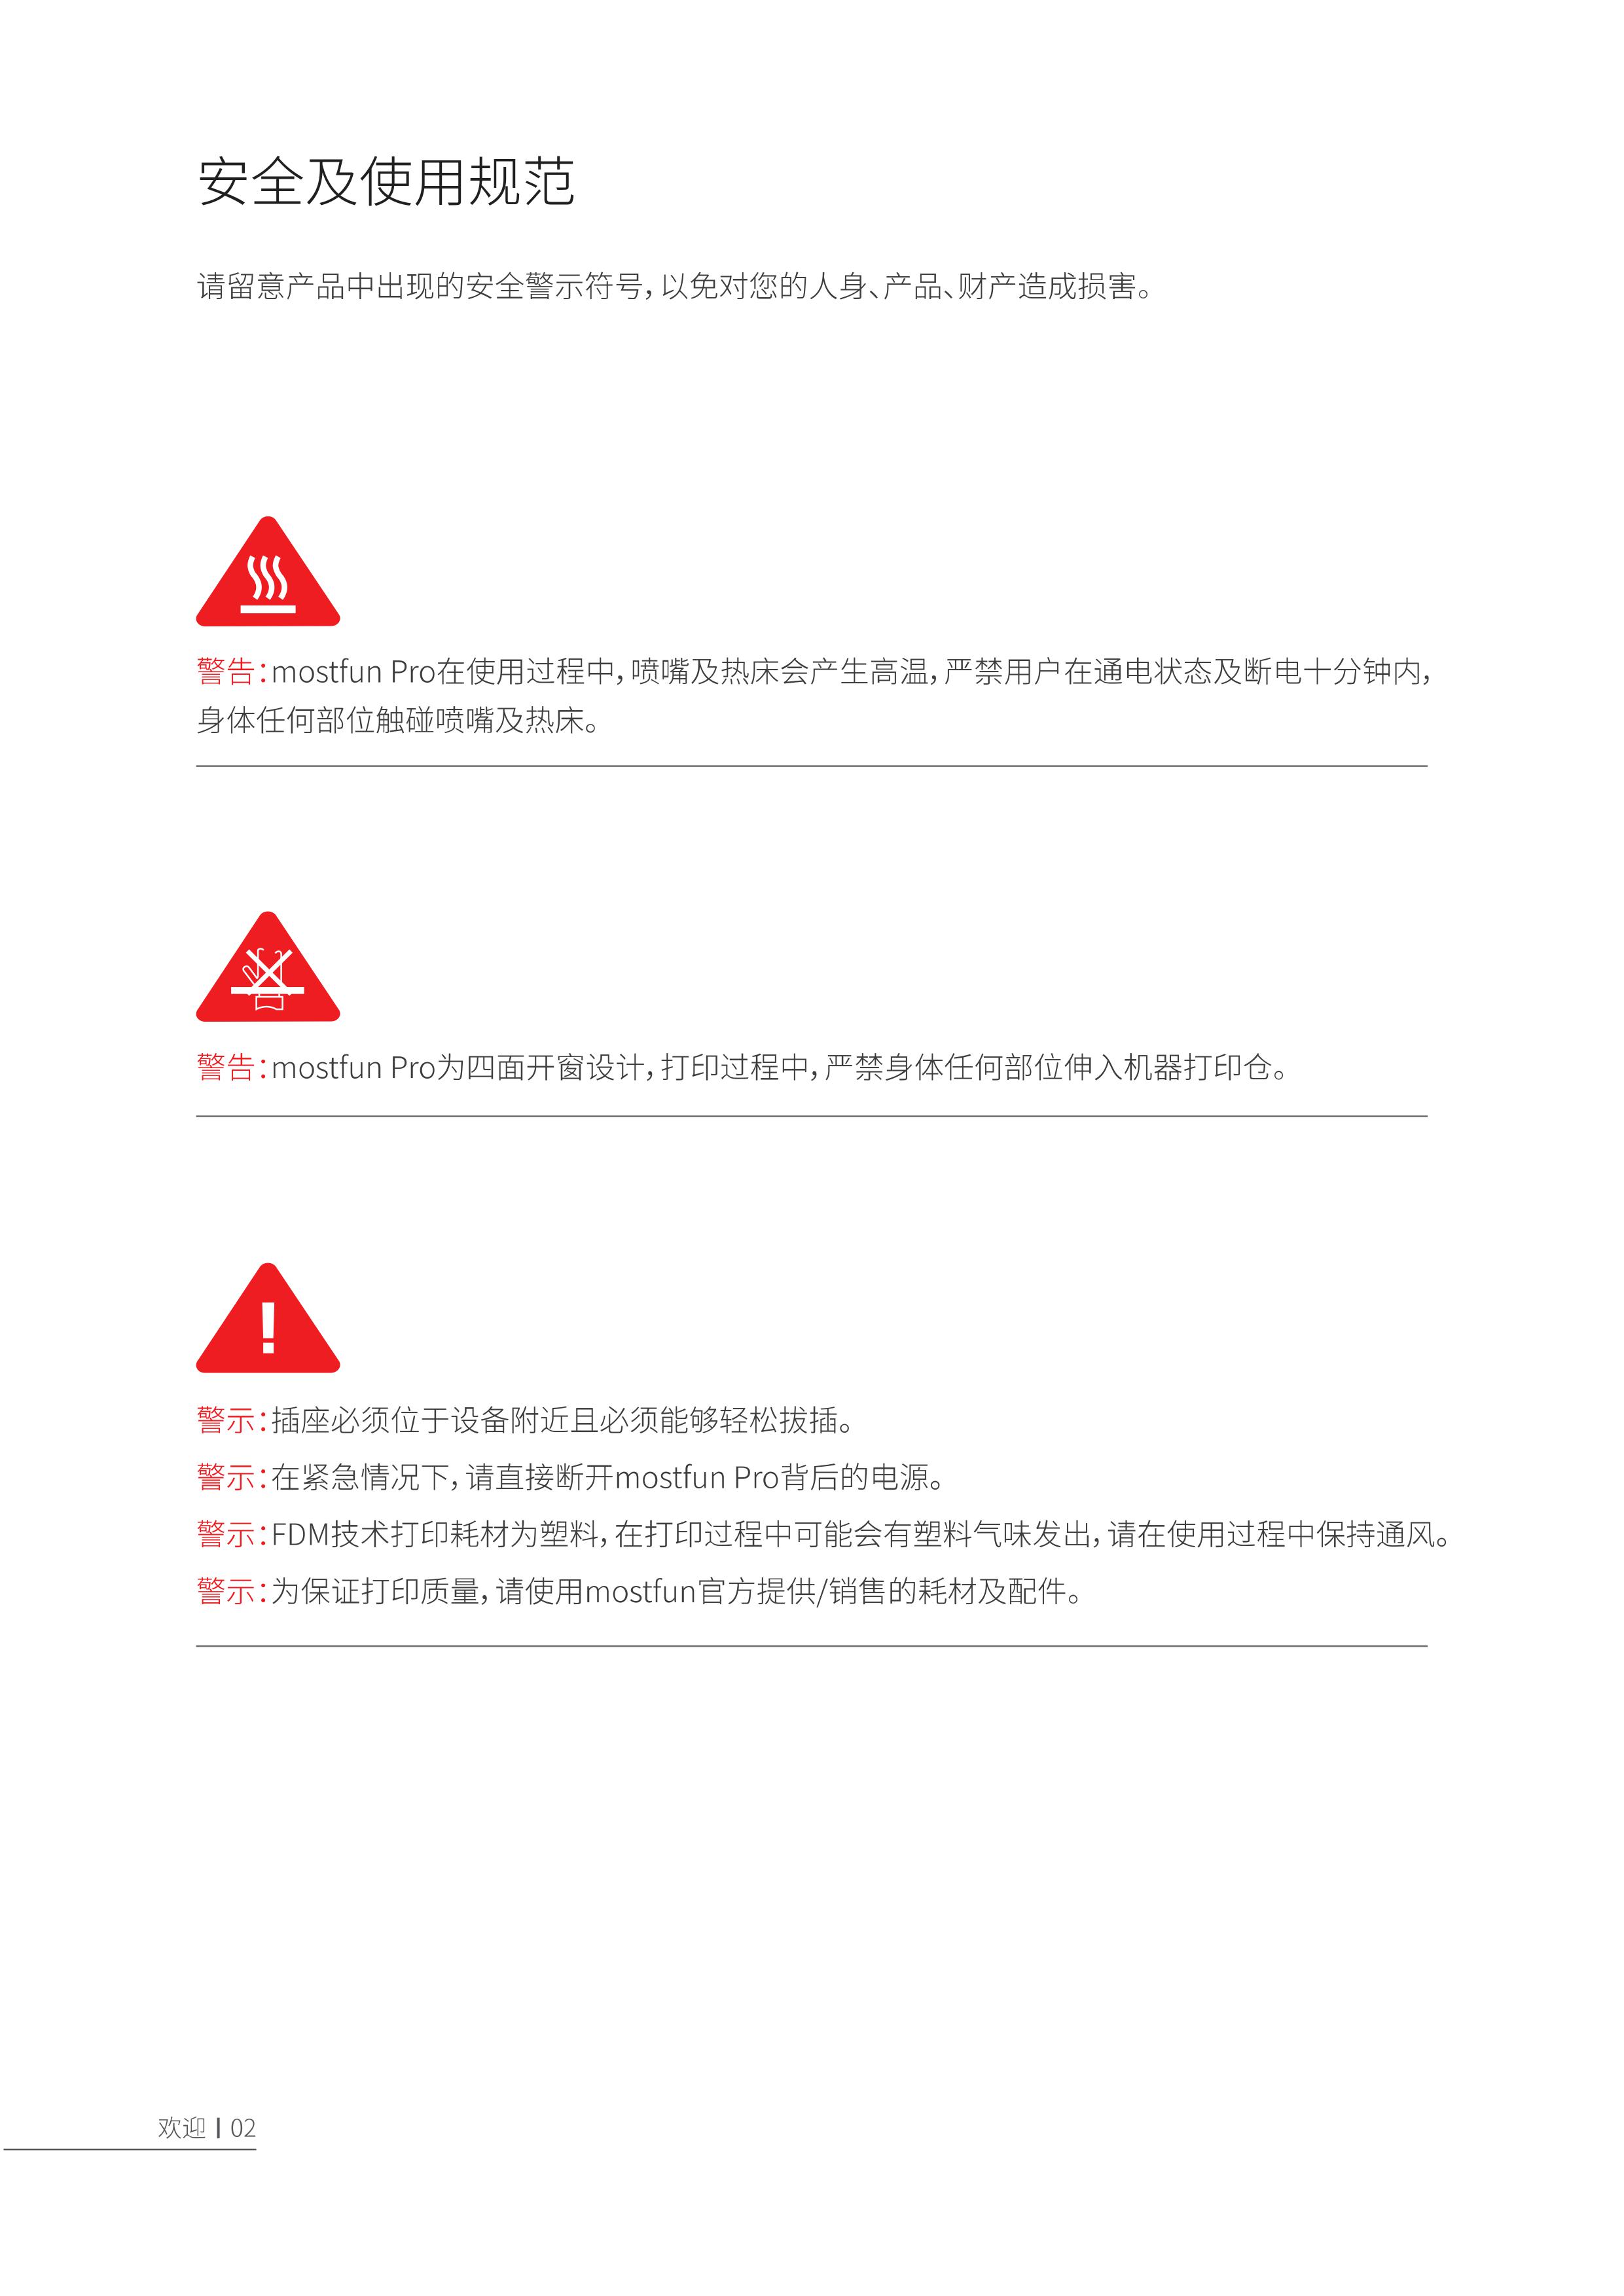 安全及使用规范
请留意产品中出现的安全警示符号，以免对您的人身、产品、财产造成损害。
警告：mostfun Pro在使用过程中，喷嘴及热床会产生高温，严禁用户在通电状态及断电十分钟内，
身体任何部位触碰喷嘴及热床。
警告：mostfun Pro为四面开窗设计，打印过程中，严禁身体任何部位伸入机器打印仓。
!
警示：插座必须位于设备附近且必须能够轻松拔插。
警示：在紧急情况下，请直接断开mostfun Pro背后的电源。
警示：FDM技术打印耗材为塑料，在打印过程中可能会有塑料气味发出，请在使用过程中保持通风。
警示：为保证打印质量，请使用mostfun官方提供/销售的耗材及配件。
欢迎 | 02